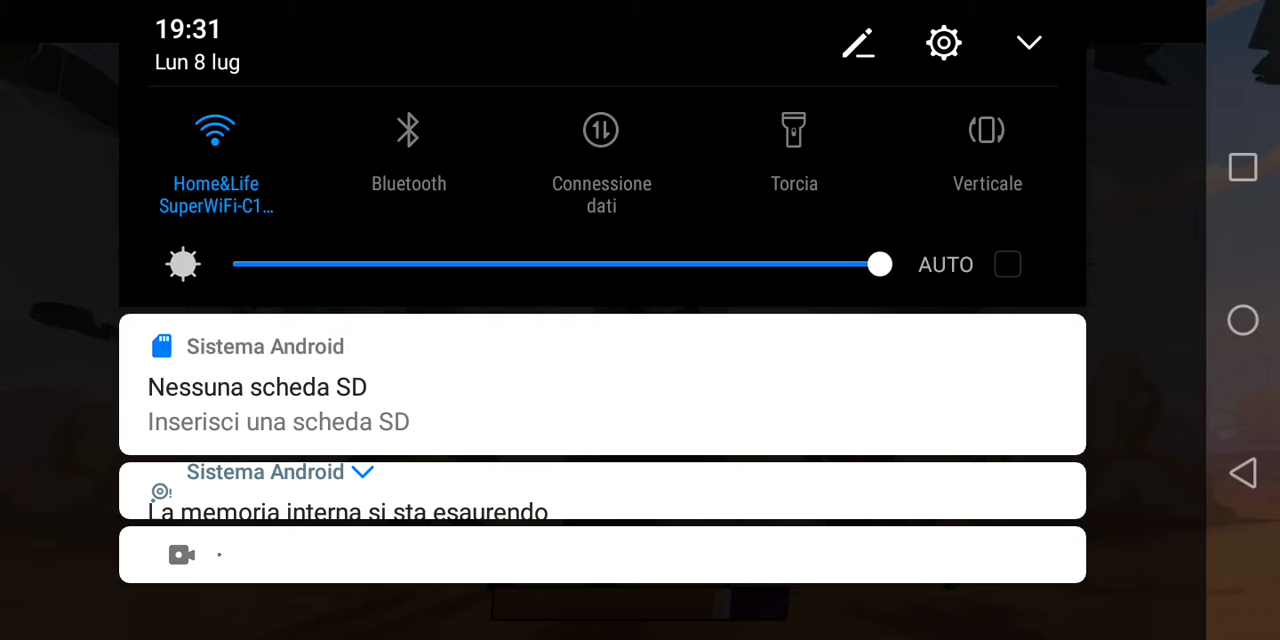 19:31
Lun 8 lug
Home&Life
SuperWiFi-C1…
Bluetooth
Connessione
dati
Torcia
Verticale
AUTO
Sistema Android
Nessuna scheda SD
Inserisci una scheda SD
Sistema Android
La memoria interna si sta esaurendo